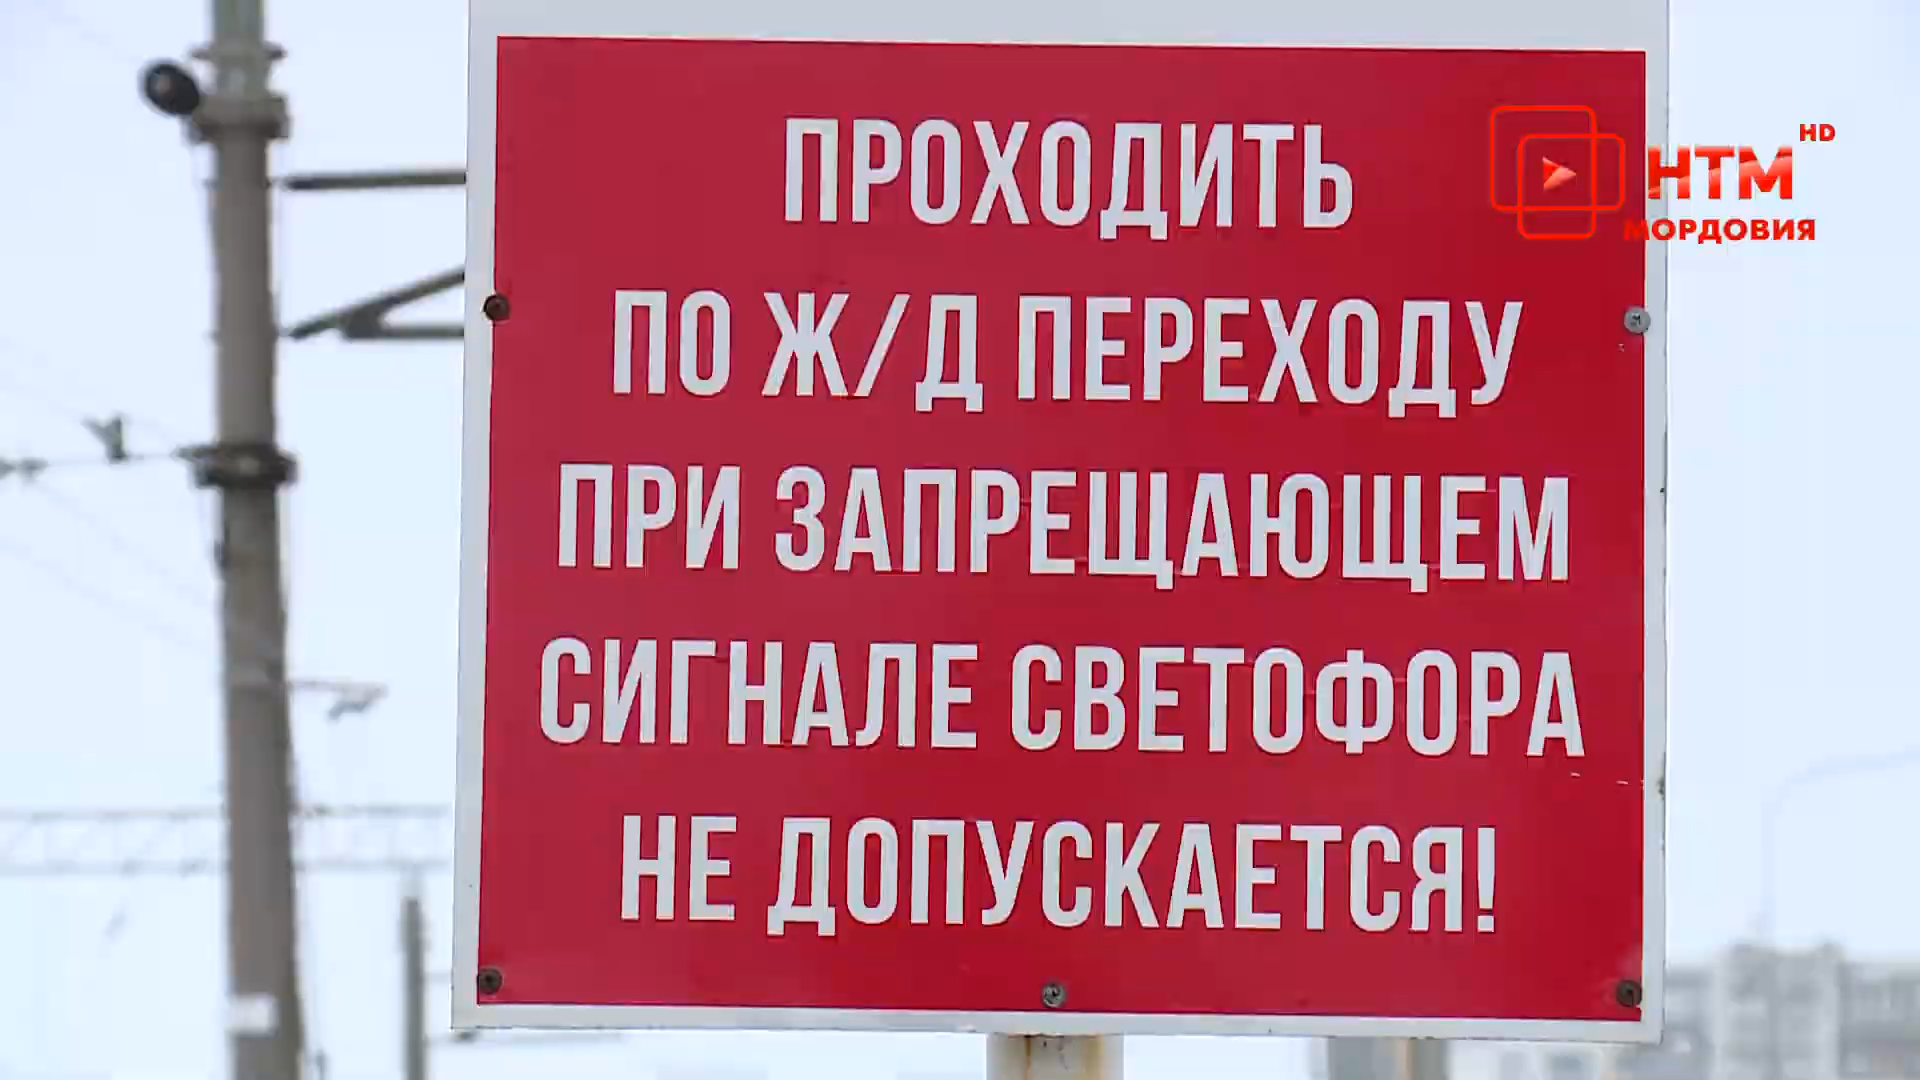 ПРОХОДИТЬ
ПО Ж/Д ПЕРЕХОДУ
ПРИ ЗАПРЕЩАЮЩЕМ
СИГНАЛЕ СВЕТОФОРА
НЕ ДОПУСКАЕТСЯ!
НТМ HD
МОРДОВИЯ